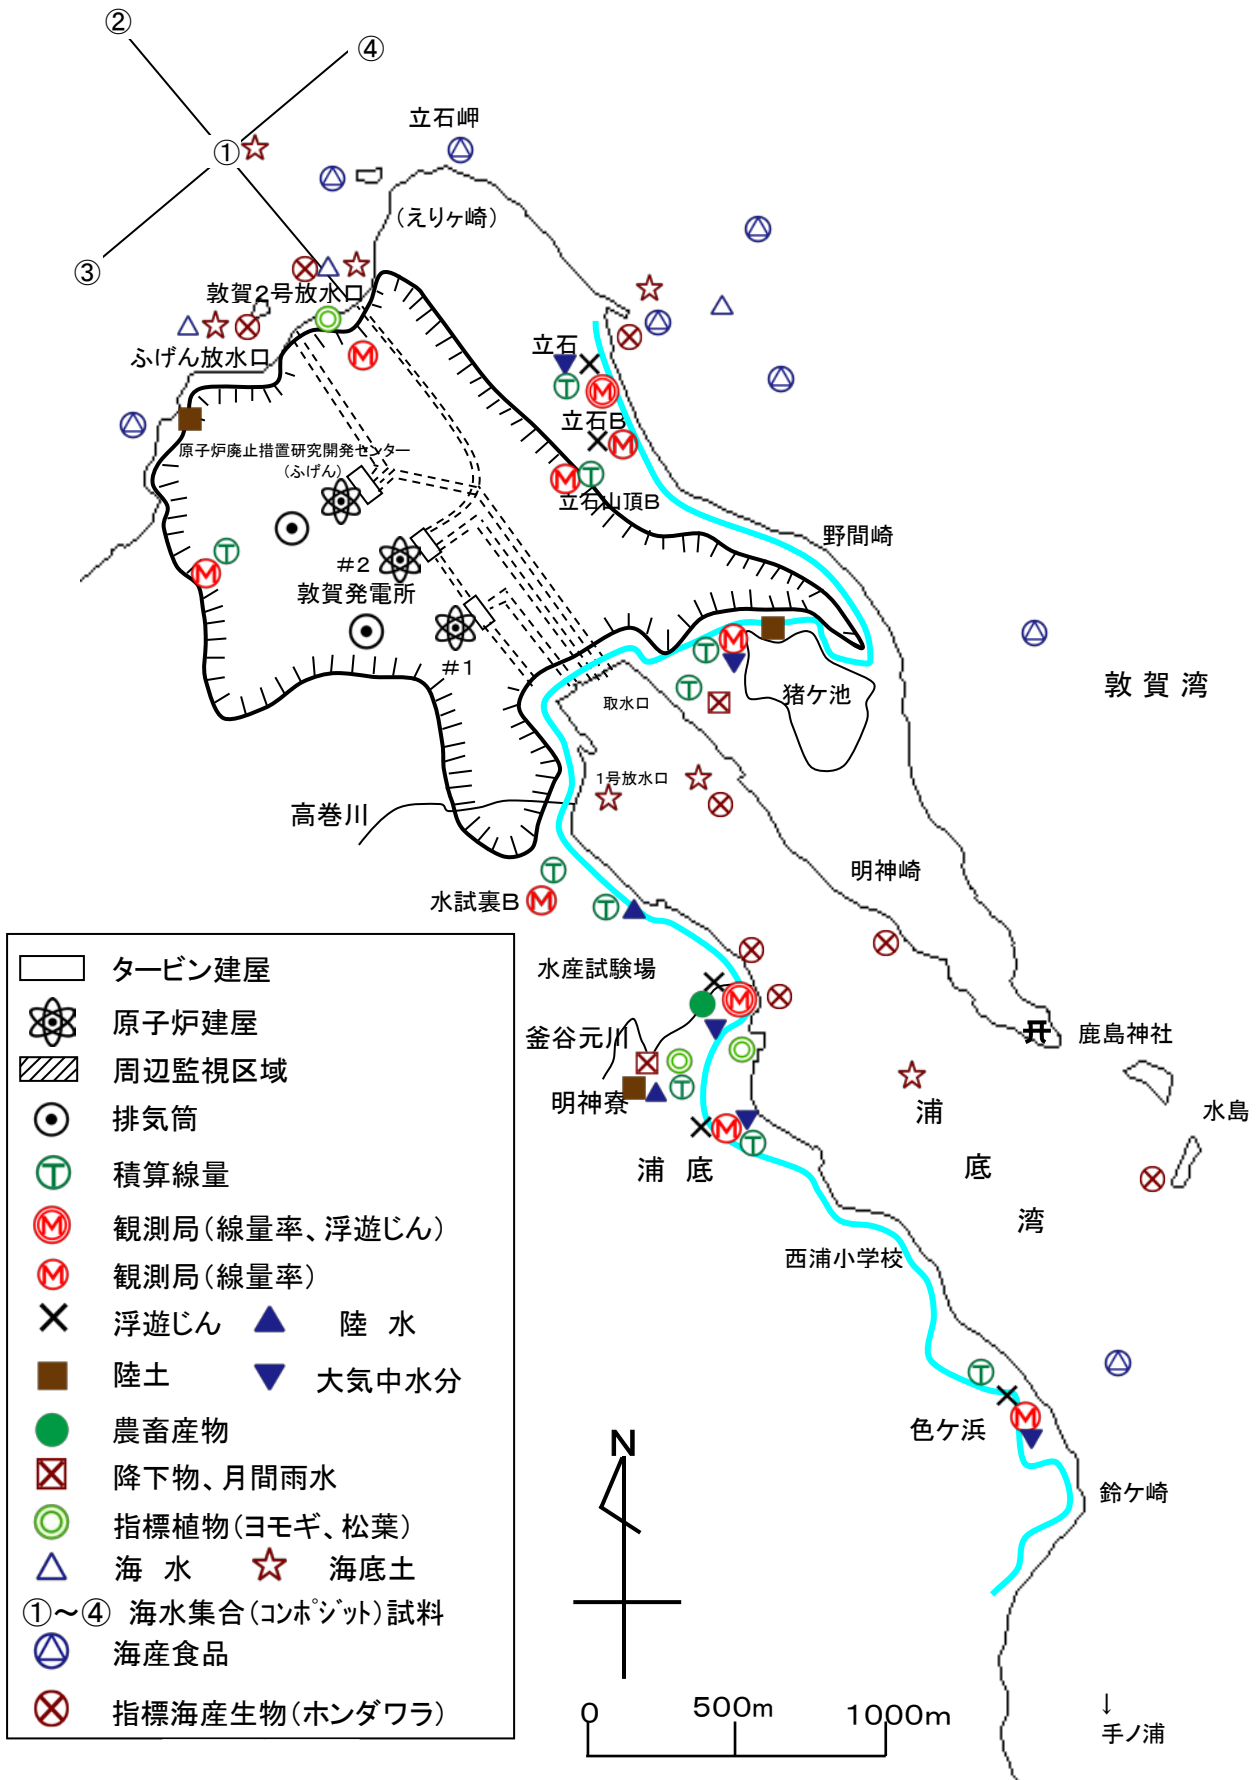 ②
④
立石岬
①
(えりヶ崎)
③
敦賀2号放水口
ふげん放水口
立石
立石B
原子炉廃止措置研究開発センター
(ふげん)
立石山頂B
野間崎
#2
敦賀発電所
#1
敦賀湾
猪ケ池
取水口
1号放水口
高巻川
明神崎
水試裏B
水産試験場
釜谷元川
鹿島神社
明神寮
水島
浦底湾
浦底
西浦小学校
色ケ浜
鈴ケ崎
タービン建屋
原子炉建屋
周辺監視区域
排気筒
T 積算線量
M 観測局(線量率、浮遊じん)
M 観測局(線量率)
浮遊じん 陸水
陸土 大気中水分
農畜産物
降下物、月間雨水
指標植物(ヨモギ、松葉)
海水 海底土
①~④ 海水集合(コンポジット)試料
海産食品
指標海産生物(ホンダワラ)
N
0 500m 1000m
↓
手ノ浦